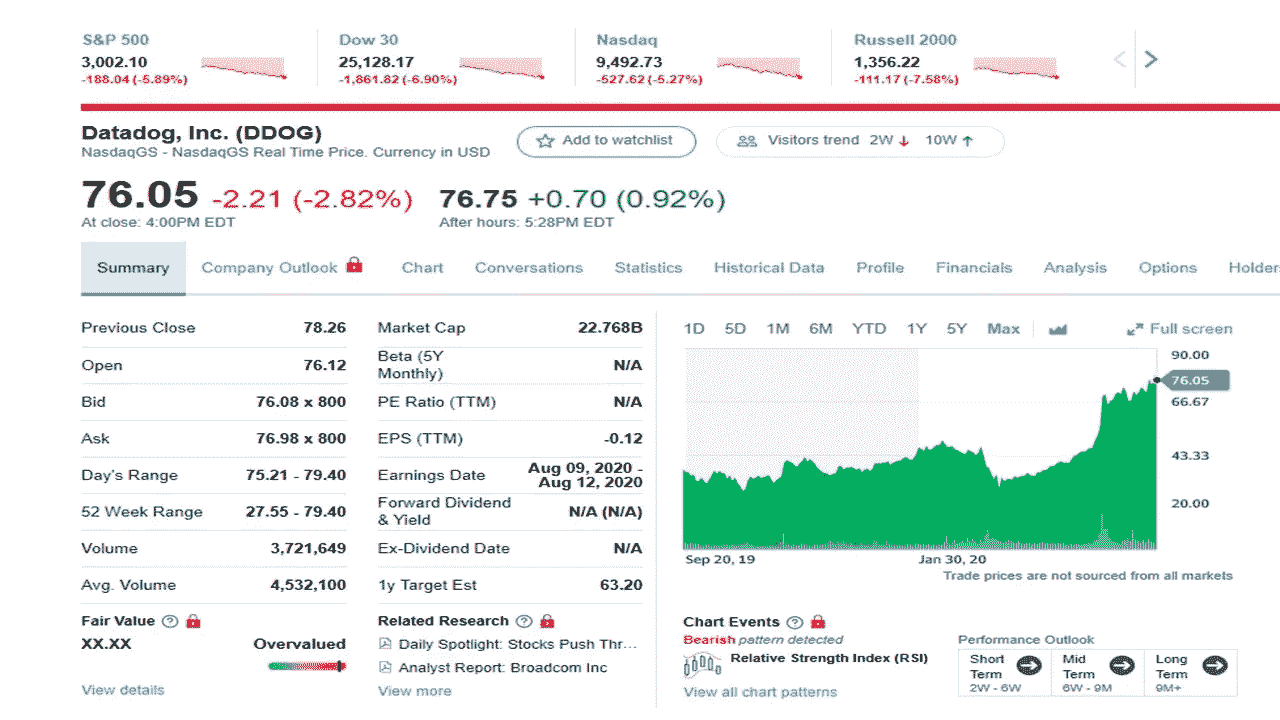 S&P 500
3,002.10
-188.04 (-5.89%)
Dow 30
25,128.17
-1,861.82 (-6.90%)
Nasdaq
9,492.73
-527.62 (-5.27%)
Russell 2000
1,356.22
-111.17 (-7.58%)
Datadog, Inc. (DDOG)
NasdaqGS - NasdaqGS Real Time Price. Currency in USD
Add to watchlist
Visitors trend 2W ↓ 10W ↑
76.05 -2.21 (-2.82%)
At close: 4:00PM EDT
76.75 +0.70 (0.92%)
After hours: 5:28PM EDT
Summary Company Outlook Chart Conversations Statistics Historical Data Profile Financials Analysis Options Holders
Previous Close 78.26
Open 76.12
Bid 76.08 x 800
Ask 76.98 x 800
Day's Range 75.21 - 79.40
52 Week Range 27.55 - 79.40
Volume 3,721,649
Avg. Volume 4,532,100
Market Cap 22.768B
Beta (5Y
Monthly) N/A
PE Ratio (TTM) N/A
EPS (TTM) -0.12
Earnings Date Aug 09, 2020 -
Aug 12, 2020
Forward Dividend
& Yield N/A (N/A)
Ex-Dividend Date N/A
1y Target Est 63.20
1D 5D 1M 6M YTD 1Y 5Y Max Full screen
90.00
76.05
66.67
43.33
20.00
Sep 20, 19 Jan 30, 20
Trade prices are not sourced from all markets
Fair Value
XX.XX Overvalued
View details
Related Research
Daily Spotlight: Stocks Push Thr...
Analyst Report: Broadcom Inc
View more
Chart Events
Bearish pattern detected
Relative Strength Index (RSI)
View all chart patterns
Performance Outlook
Short
Term
2W - 6W
Mid
Term
6W - 9M
Long
Term
9M+